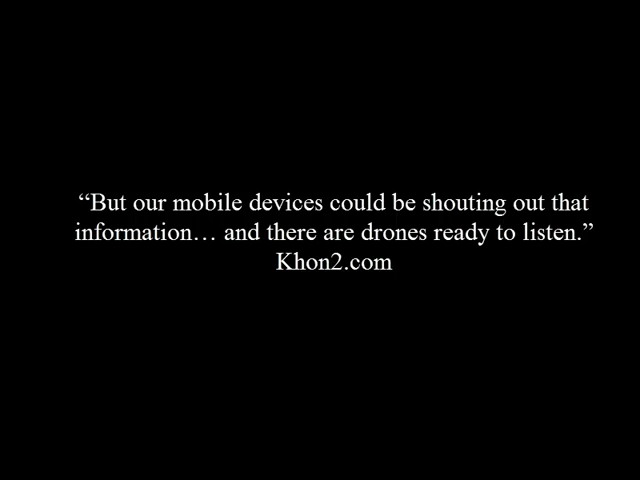 “But our mobile devices could be shouting out that
information… and there are drones ready to listen.”
Khon2.com